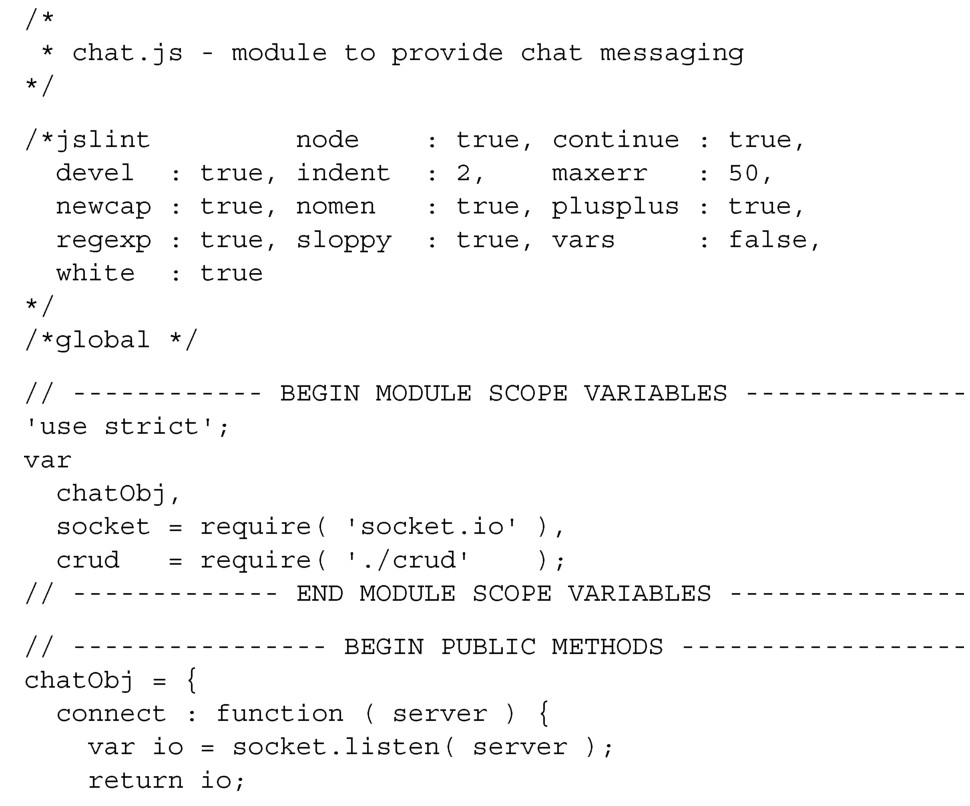 /*
 * chat.js - module to provide chat messaging
*/
/*jslint         node    : true, continue : true,
  devel  : true, indent  : 2,    maxerr   : 50,
  newcap : true, nomen   : true, plusplus : true,
  regexp : true, sloppy  : true, vars     : false,
  white  : true
*/
/*global */
// ------------ BEGIN MODULE SCOPE VARIABLES --------------
'use strict';
var
  chatObj,
  socket = require( 'socket.io' ),
  crud   = require( './crud'    );
// ------------- END MODULE SCOPE VARIABLES ---------------
// ---------------- BEGIN PUBLIC METHODS ------------------
chatObj = {
  connect : function ( server ) {
    var io = socket.listen( server );
    return io;